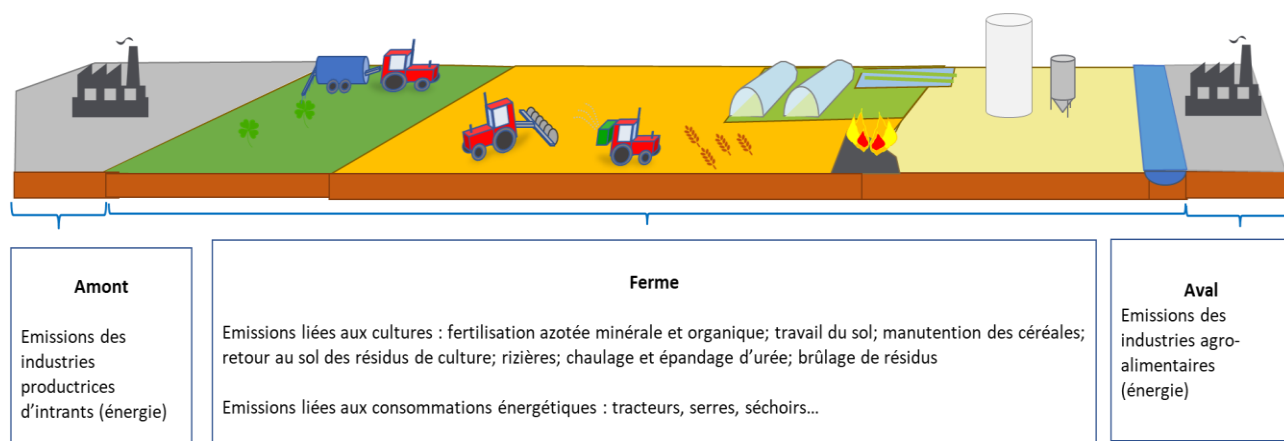 Amont
Emissions des
industries
productrices
d'intrants (énergie)
Ferme
Emissions liées aux cultures : fertilisation azotée minérale et organique; travail du sol; manutention des céréales;
retour au sol des résidus de culture; rizières; chaulage et épandage d'urée; brûlage de résidus
Emissions liées aux consommations énergétiques : tracteurs, serres, séchoirs…
Aval
Emissions des
industries agro-
alimentaires
(énergie)